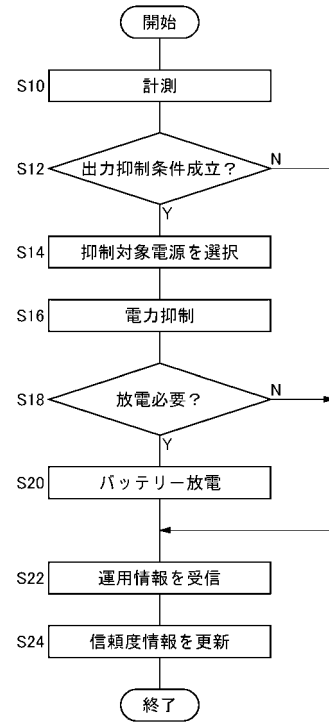 開始
S10 計測
S12 出力抑制条件成立？ N
Y
S14 抑制対象電源を選択
S16 電力抑制
S18 放電必要？ N
Y
S20 バッテリー放電
S22 運用情報を受信
S24 信頼度情報を更新
終了